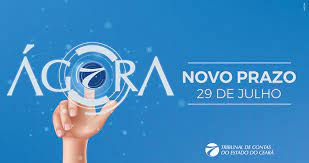 ÁGORA
NOVO PRAZO
29 DE JULHO
TRIBUNAL DE CONTAS
DO ESTADO DO CEARÁ